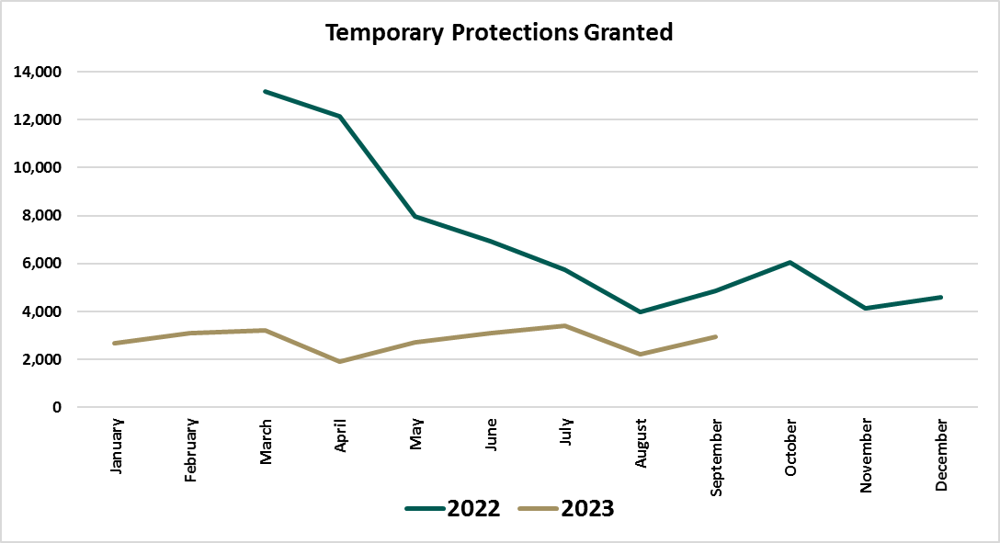 Temporary Protections Granted
14,000
12,000
10,000
8,000
6,000
4,000
2,000
0
January
February
March
April
May
June
July
August
September
October
November
December
2022
2023